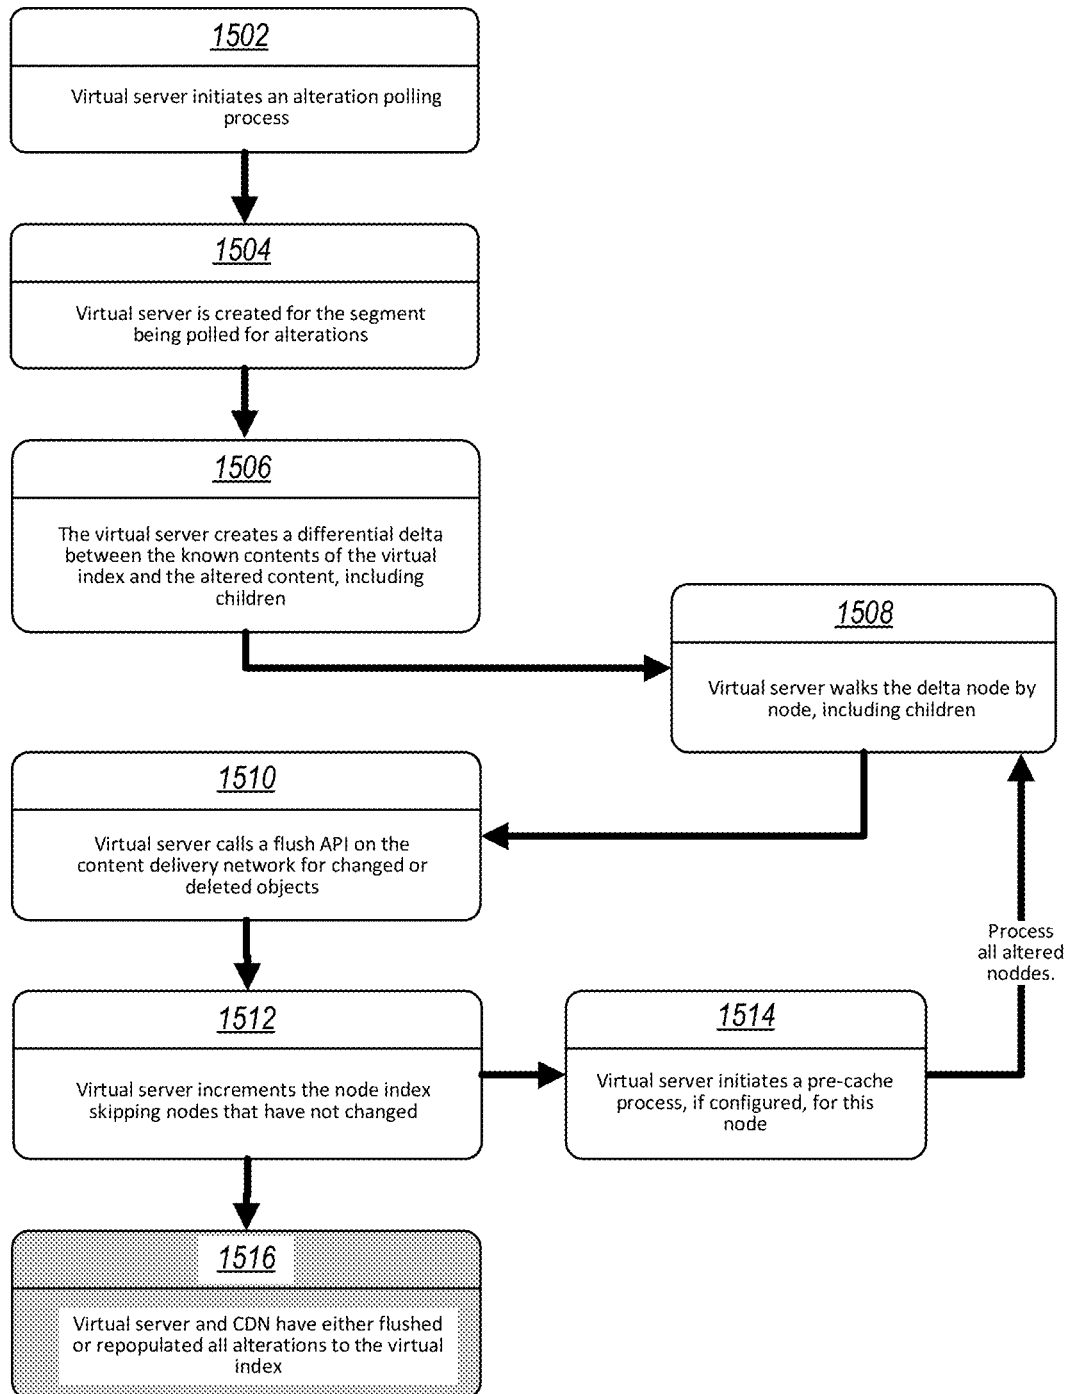 1502
Virtual server initiates an alteration polling
process
1504
Virtual server is created for the segment
being polled for alterations
1506
The virtual server creates a differential delta
between the known contents of the virtual
index and the altered content, including
children
1508
Virtual server walks the delta node by
node, including children
1510
Virtual server calls a flush API on the
content delivery network for changed or
deleted objects
Process
all altered
noddes.
1512
Virtual server increments the node index
skipping nodes that have not changed
1514
Virtual server initiates a pre-cache
process, if configured, for this
node
1516
Virtual server and CDN have either flushed
or repopulated all alterations to the virtual
index